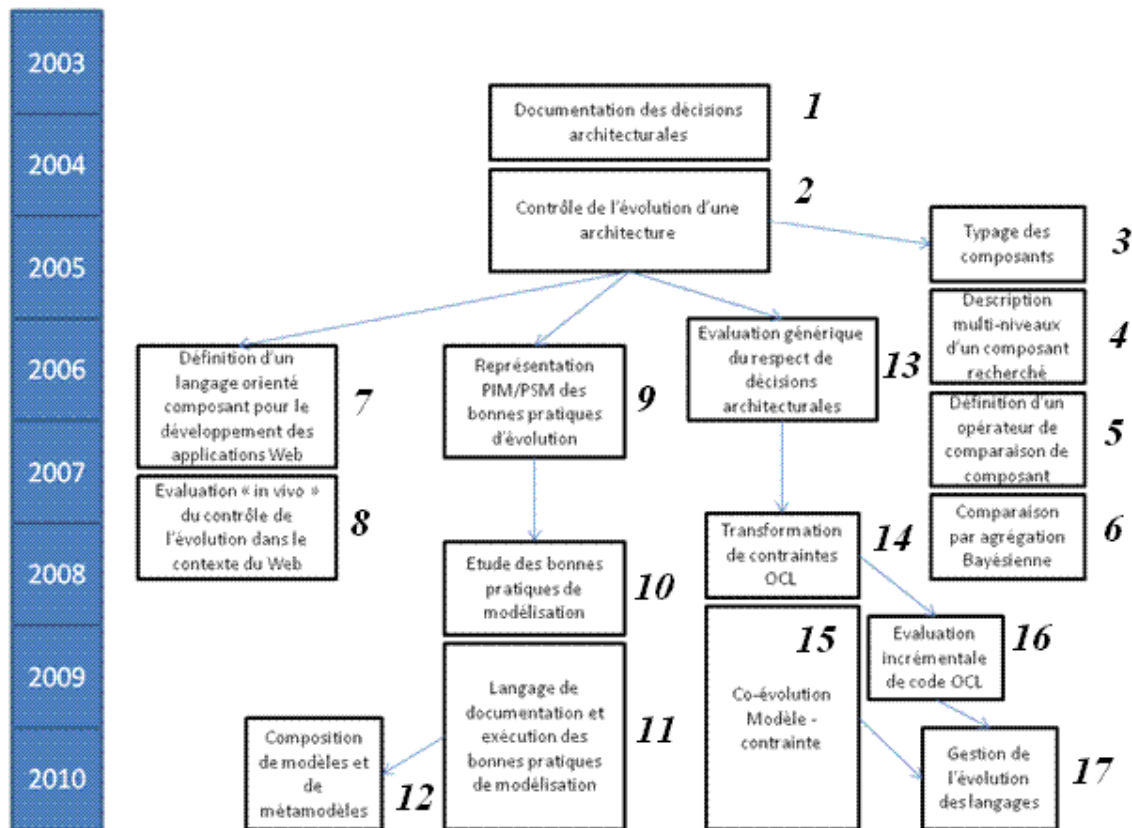 2003
2004
2005
2006
2007
2008
2009
2010
Documentation des décisions
architecturales
1
Contrôle de l'évolution d'une
architecture
2
Typage des
composants
3
Description
multi-niveaux
d'un composant
recherché
4
Définition d'un
opérateur de
comparaison de
composant
5
Comparaison
par agrégation
Bayésienne
6
Définition d'un
langage orienté
composant pour le
développement des
applications Web
7
Evaluation « in vivo »
du contrôle de
l'évolution dans le
contexte du Web
8
Représentation
PIM/PSM des
bonnes pratiques
d'évolution
9
Etude des bonnes
pratiques de
modélisation
10
Langage de
documentation et
exécution des
bonnes pratiques
de modélisation
11
Composition
de modèles et
de
métamodèles
12
Evaluation générique
du respect de
décisions
architecturales
13
Transformation
de contraintes
OCL
14
15
Co-évolution
Modèle -
contrainte
Evaluation
incrémentale
de code OCL
16
Gestion de
l'évolution
des langages
17